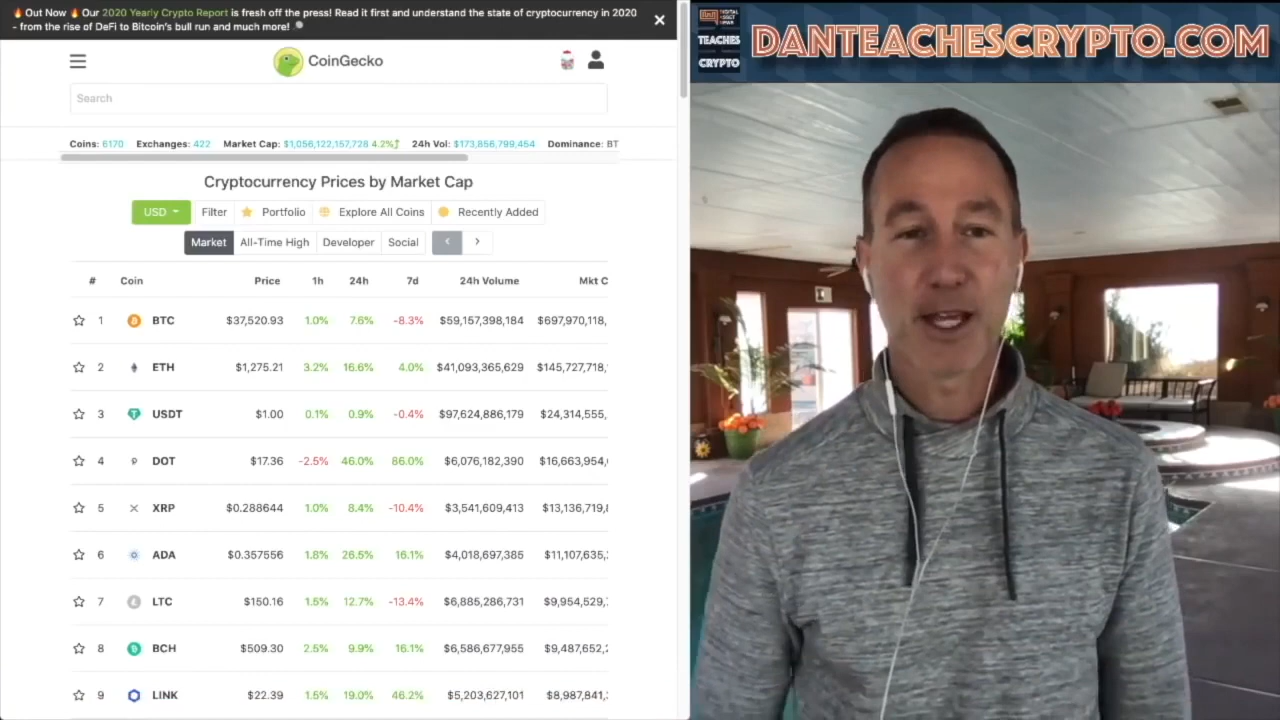 🔥Out Now 🔥Our 2020 Yearly Crypto Report is fresh off the press! Read it first and understand the state of cryptocurrency in 2020
- from the rise of DeFi to Bitcoin's bull run and much more!
CoinGecko
Search
Coins: 6170 Exchanges: 422 Market Cap: $1,056,122,157,728 4.2% 24h Vol: $173,856,799,454 Dominance: BT
Cryptocurrency Prices by Market Cap
USD Filter Portfolio Explore All Coins Recently Added
Market All-Time High Developer Social
# Coin Price 1h 24h 7d 24h Volume Mkt C
1 BTC $37,520.93 1.0% 7.6% -8.3% $59,157,398,184 $697,970,118,
2 ETH $1,275.21 3.2% 16.6% 4.0% $41,093,365,629 $145,727,718,
3 USDT $1.00 0.1% 0.9% -0.4% $97,624,886,179 $24,314,555,
4 DOT $17.36 -2.5% 46.0% 86.0% $6,076,182,390 $16,663,954,
5 XRP $0.288644 1.0% 8.4% -10.4% $3,541,609,413 $13,136,719,
6 ADA $0.357556 1.8% 26.5% 16.1% $4,018,697,385 $11,107,635,
7 LTC $150.16 1.5% 12.7% -13.4% $6,885,286,731 $9,954,529,
8 BCH $509.30 2.5% 9.9% 16.1% $6,586,677,955 $9,487,652,
9 LINK $22.39 1.5% 19.0% 46.2% $5,203,627,101 $8,987,841,
DIGITAL
ASSET
TEACHES
CRYPTO
DANTEACHESCRYPTO.COM